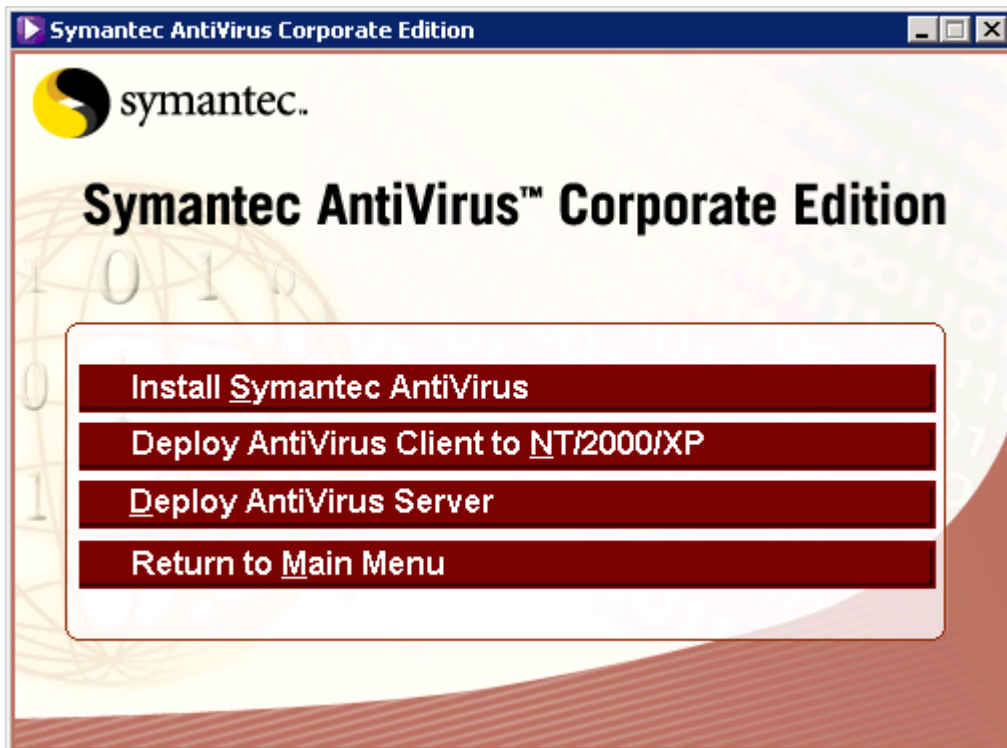 Symantec AntiVirus Corporate Edition
symantec™
Symantec AntiVirus™ Corporate Edition
Install Symantec AntiVirus
Deploy AntiVirus Client to NT/2000/XP
Deploy AntiVirus Server
Return to Main Menu